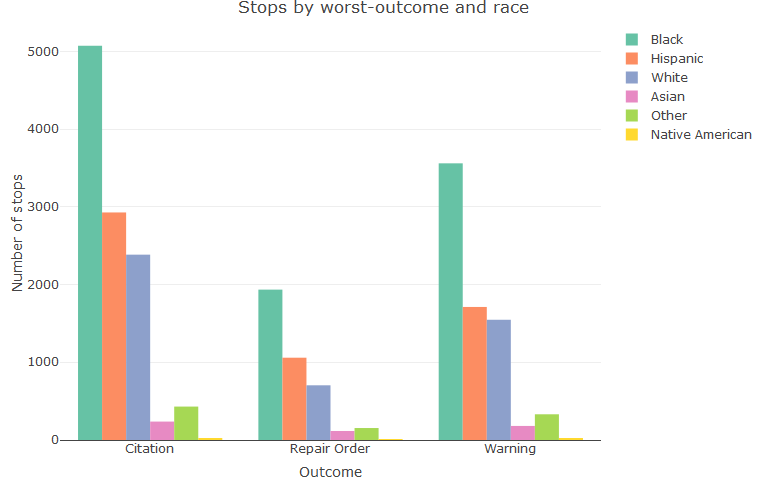 Stops by worst-outcome and race
Black
Hispanic
White
Asian
Other
Native American
5000
4000
3000
2000
1000
0
Number of stops
Citation
Repair Order
Warning
Outcome